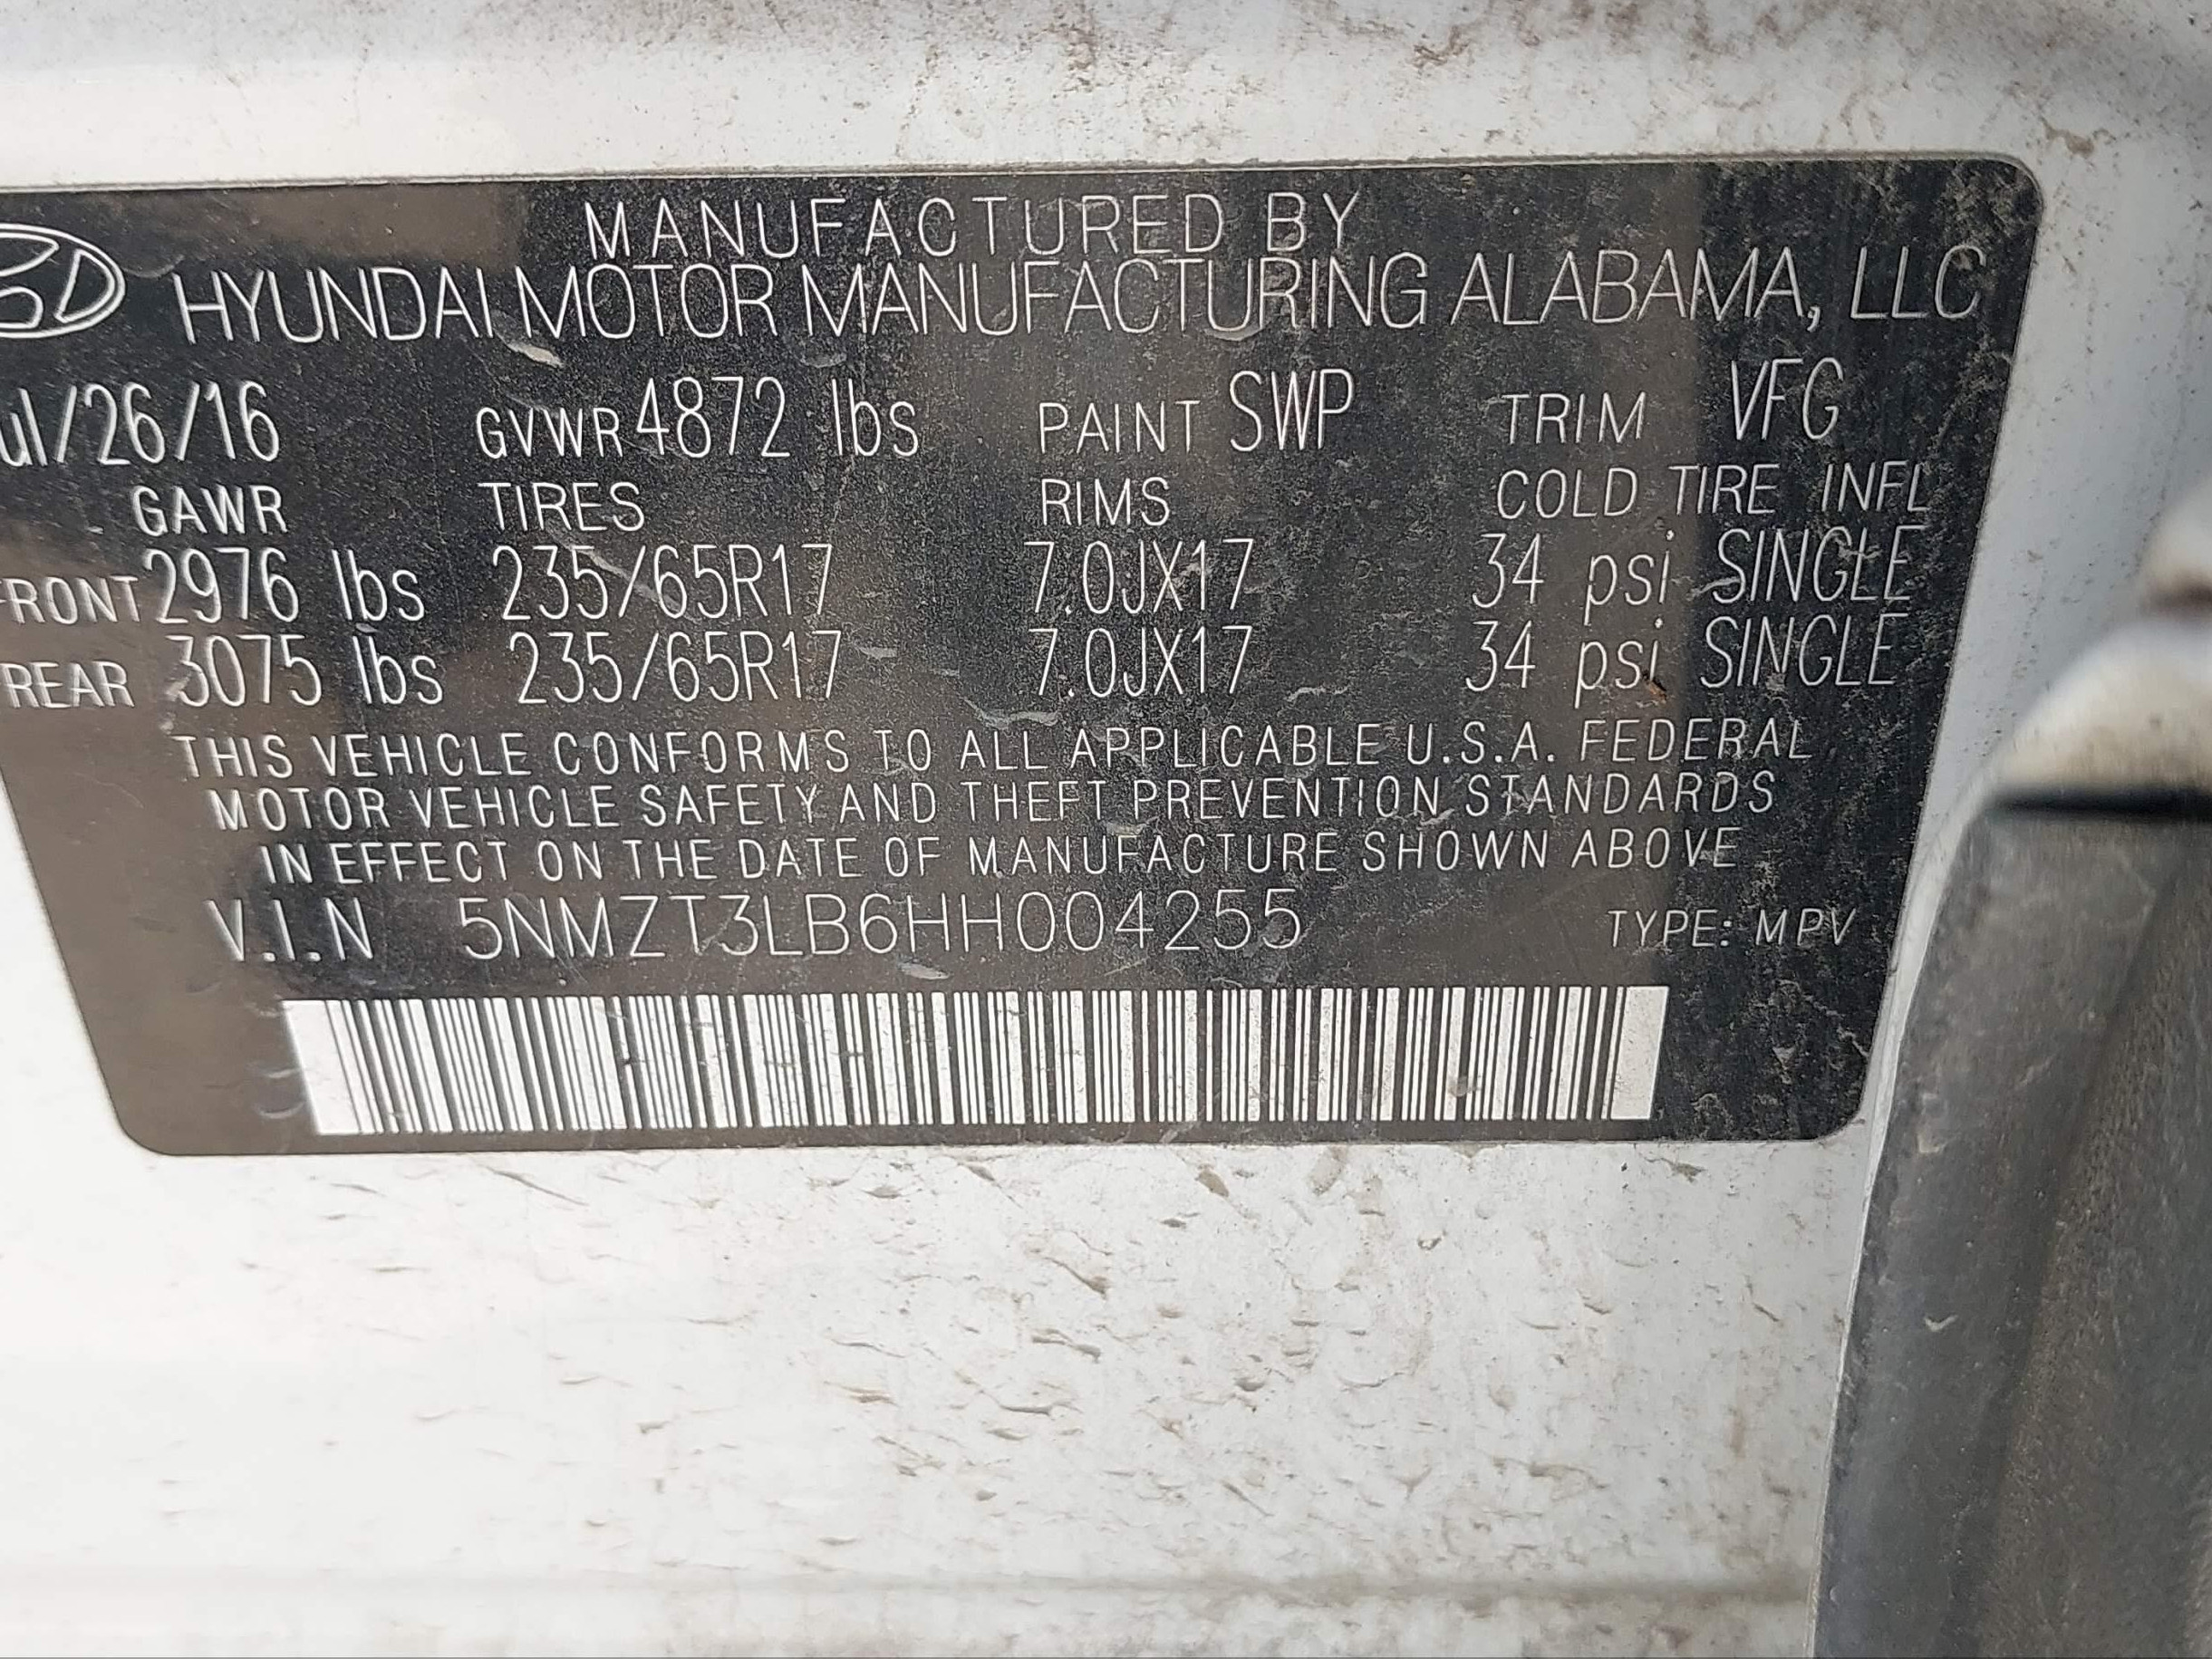 MANUFACTURED BY
HYUNDAI MOTOR MANUFACTURING ALABAMA, LLC
ul/26/16 GVWR 4872 lbs PAINT SWP TRIM VFG
GAWR TIRES RIMS COLD TIRE INFL
FRONT 2976 lbs 235/65R17 7.0JX17 34 psi SINGLE
REAR 3075 lbs 235/65R17 7.0JX17 34 psi SINGLE
THIS VEHICLE CONFORMS TO ALL APPLICABLE U.S.A. FEDERAL
MOTOR VEHICLE SAFETY AND THEFT PREVENTION STANDARDS
IN EFFECT ON THE DATE OF MANUFACTURE SHOWN ABOVE
V.I.N 5NMZT3LB6HH004255 TYPE: MPV